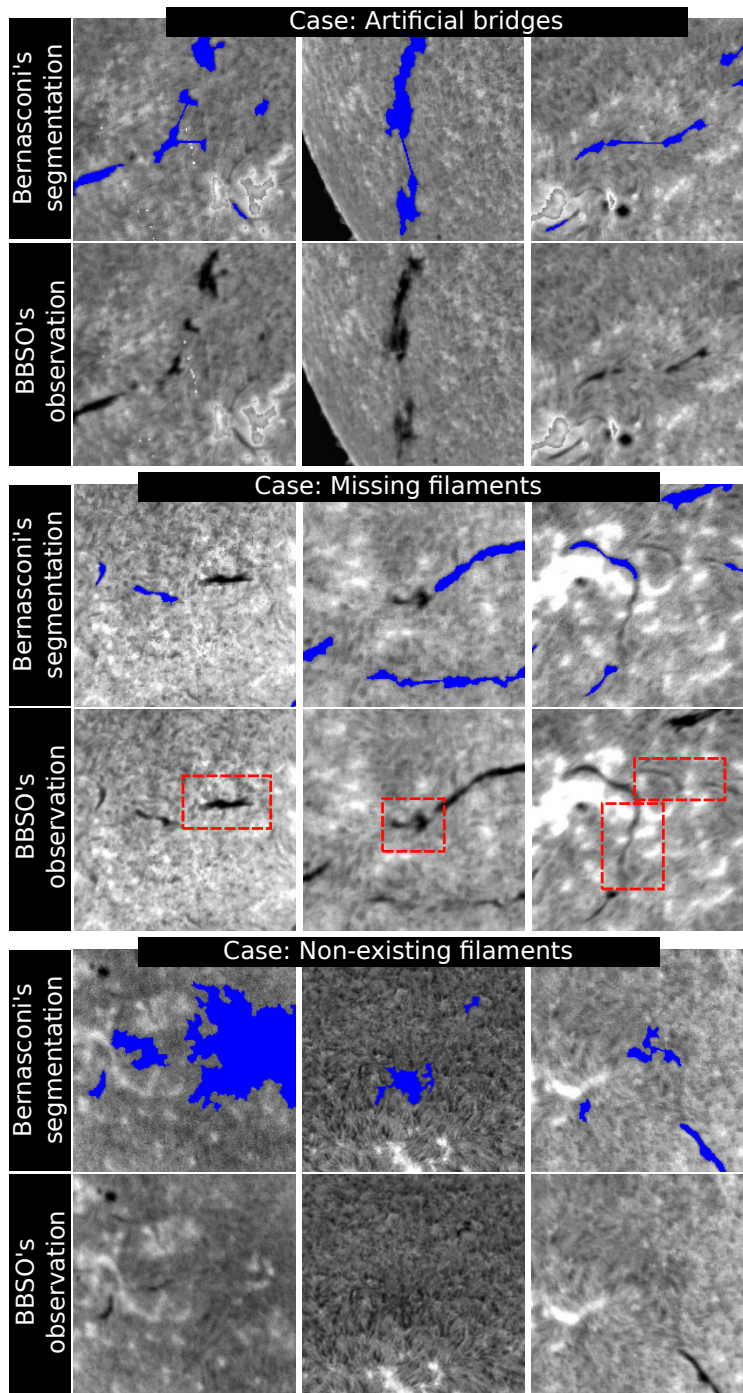 Case: Artificial bridges
Bernasconi's
segmentation
BBSO's
observation
Case: Missing filaments
Bernasconi's
segmentation
BBSO's
observation
Case: Non-existing filaments
Bernasconi's
segmentation
BBSO's
observation